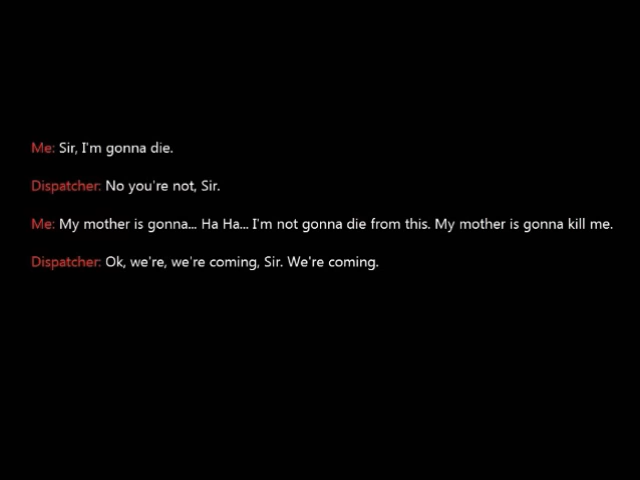 Me: Sir, I'm gonna die.
Dispatcher: No you're not, Sir.
Me: My mother is gonna... Ha Ha... I'm not gonna die from this. My mother is gonna kill me.
Dispatcher: Ok, we're, we're coming, Sir. We're coming.